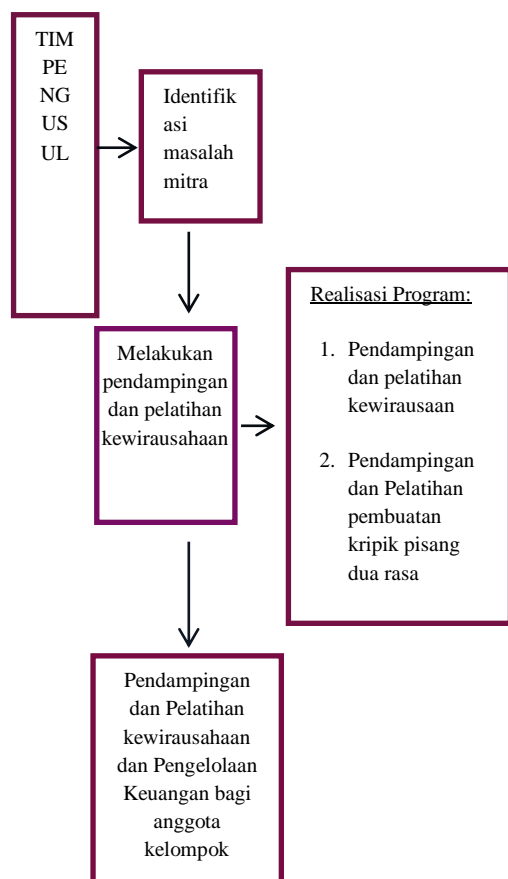 TIM
PE
NG
US
UL
Identifik
asi
masalah
mitra
Melakukan
pendampingan
dan pelatihan
kewirausahaan
Realisasi Program:
1. Pendampingan
dan pelatihan
kewirausaan
2. Pendampingan
dan Pelatihan
pembuatan
kripik pisang
dua rasa
Pendampingan
dan Pelatihan
kewirausahaan
dan Pengelolaan
Keuangan bagi
anggota
kelompok